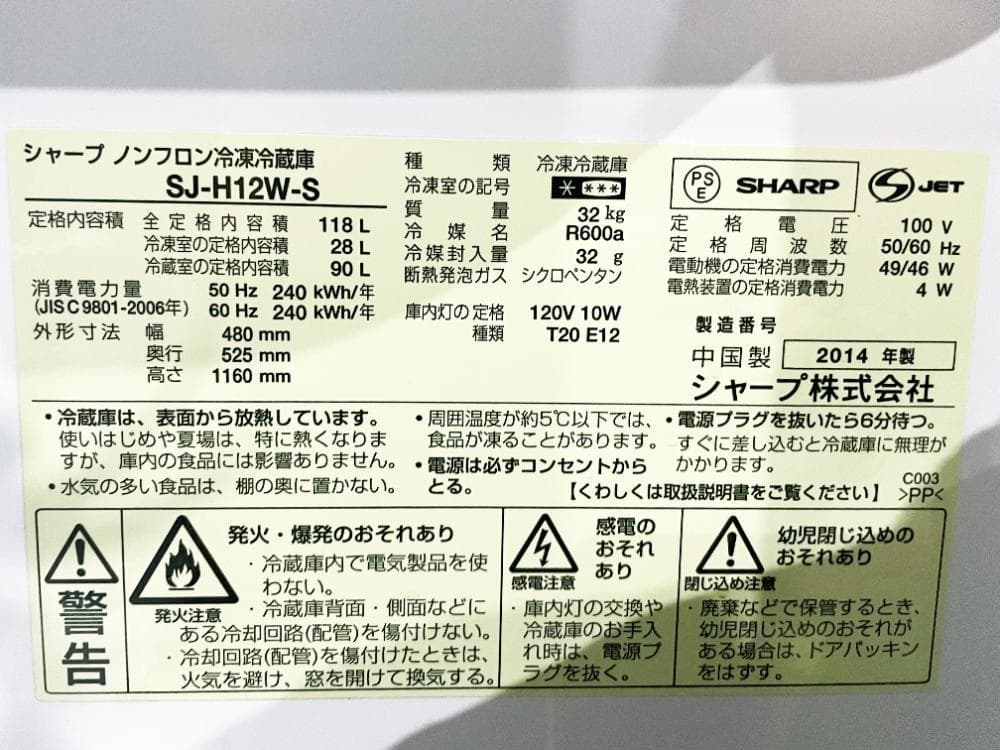 シャープ ノンフロン冷凍冷蔵庫
SJ-H12W-S
定格内容積 全定格内容積 118 L
冷凍室の定格内容積 28 L
冷蔵室の定格内容積 90 L
消費電力量 50 Hz 240 kWh/年
(JIS C 9801-2006年) 60 Hz 240 kWh/年
外形寸法 幅 480 mm
奥行 525 mm
高さ 1160 mm
種類 冷凍冷蔵庫
冷凍室の記号 * ***
質量 32 kg
冷媒名 R600a
冷媒封入量 32 g
断熱発泡ガス シクロペンタン
庫内灯の定格 120V 10W
種類 T20 E12
PSE SHARP S JET
定格電圧 100 V
定格周波数 50/60 Hz
電動機の定格消費電力 49/46 W
電熱装置の定格消費電力 4 W
製造番号
中国製 2014 年製
シャープ株式会社
・冷蔵庫は、表面から放熱しています。
使いはじめや夏場は、特に熱くなりま
すが、庫内の食品には影響ありません。
・水気の多い食品は、棚の奥に置かない。
・周囲温度が約5℃以下では、
食品が凍ることがあります。
・電源は必ずコンセントから
とる。
・電源プラグを抜いたら6分待つ。
すぐに差し込むと冷蔵庫に無理が
かかります。
【くわしくは取扱説明書をご覧ください】
C003
>PP<
警告
発火注意
発火・爆発のおそれあり
・冷蔵庫内で電気製品を使
わない。
・冷蔵庫背面・側面などに
ある冷却回路(配管)を傷付けない。
・冷却回路(配管)を傷付けたときは、
火気を避け、窓を開けて換気する。
感電注意
感電の
おそれ
あり
・庫内灯の交換や
冷蔵庫のお手入
れ時は、電源プ
ラグを抜く。
閉じ込め注意
幼児閉じ込めの
おそれあり
・廃棄などで保管するとき、
幼児閉じ込めのおそれが
ある場合は、ドアパッキン
をはずす。